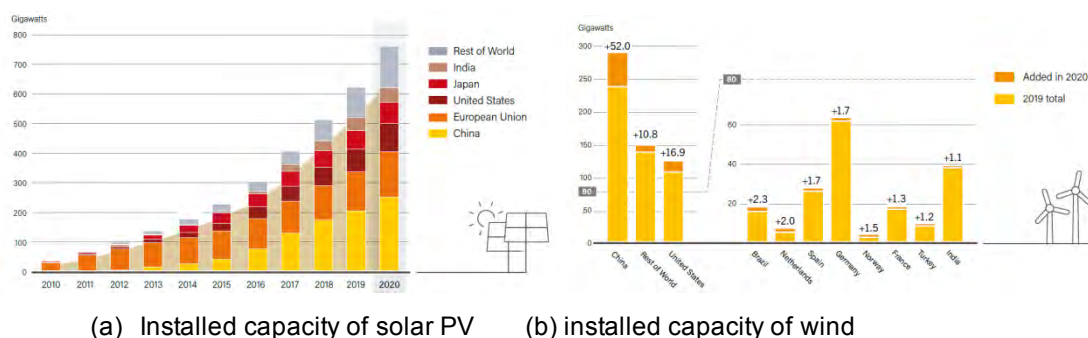 Gigawatts
800
700
600
500
400
300
200
100
0
2010 2011 2012 2013 2014 2015 2016 2017 2018 2019 2020
Rest of World
India
Japan
United States
European Union
China
Gigawatts
300
250
200
150
100
80
50
0
+52.0
+10.8
+16.9
China
Rest of World
United States
80
60
40
20
0
+2.3
+2.0
+1.7
+1.7
+1.5
+1.3
+1.2
+1.1
Brazil
Netherlands
Spain
Germany
Norway
France
Turkey
India
Added in 2020
2019 total
(a) Installed capacity of solar PV (b) installed capacity of wind